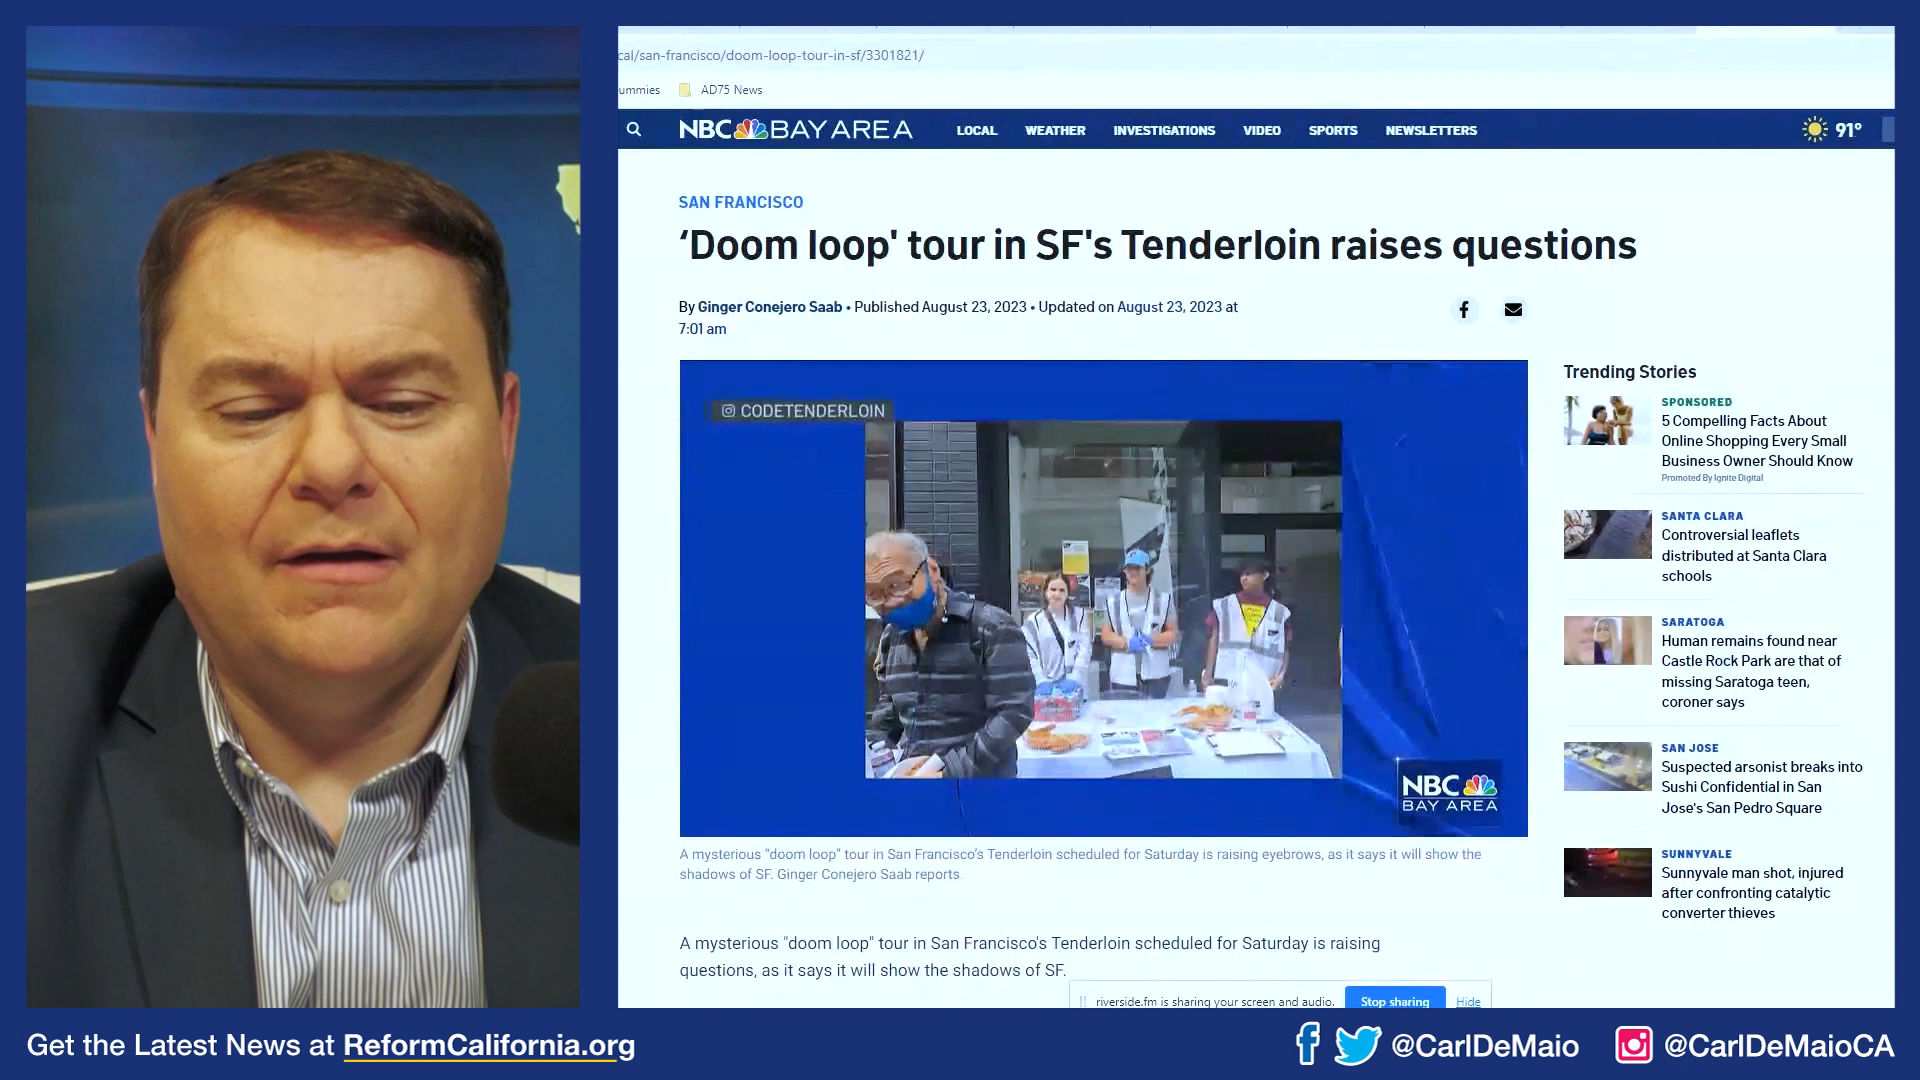 cal/san-francisco/doom-loop-tour-in-sf/3301821/
ummies
AD75 News
NBC BAY AREA
LOCAL
WEATHER
INVESTIGATIONS
VIDEO
SPORTS
NEWSLETTERS
91°
SAN FRANCISCO
‘Doom loop' tour in SF's Tenderloin raises questions
By Ginger Conejero Saab • Published August 23, 2023 • Updated on August 23, 2023 at
7:01 am
CODETENDERLOIN
NBC
BAY AREA
A mysterious "doom loop" tour in San Francisco's Tenderloin scheduled for Saturday is raising eyebrows, as it says it will show the
shadows of SF. Ginger Conejero Saab reports.
A mysterious "doom loop" tour in San Francisco's Tenderloin scheduled for Saturday is raising
questions, as it says it will show the shadows of SF.
Trending Stories
SPONSORED
5 Compelling Facts About
Online Shopping Every Small
Business Owner Should Know
Promoted By Ignite Digital
SANTA CLARA
Controversial leaflets
distributed at Santa Clara
schools
SARATOGA
Human remains found near
Castle Rock Park are that of
missing Saratoga teen,
coroner says
SAN JOSE
Suspected arsonist breaks into
Sushi Confidential in San
Jose's San Pedro Square
SUNNYVALE
Sunnyvale man shot, injured
after confronting catalytic
converter thieves
riverside.fm is sharing your screen and audio.
Stop sharing
Hide
Get the Latest News at ReformCalifornia.org
@CarlDeMaio
@CarlDeMaioCA